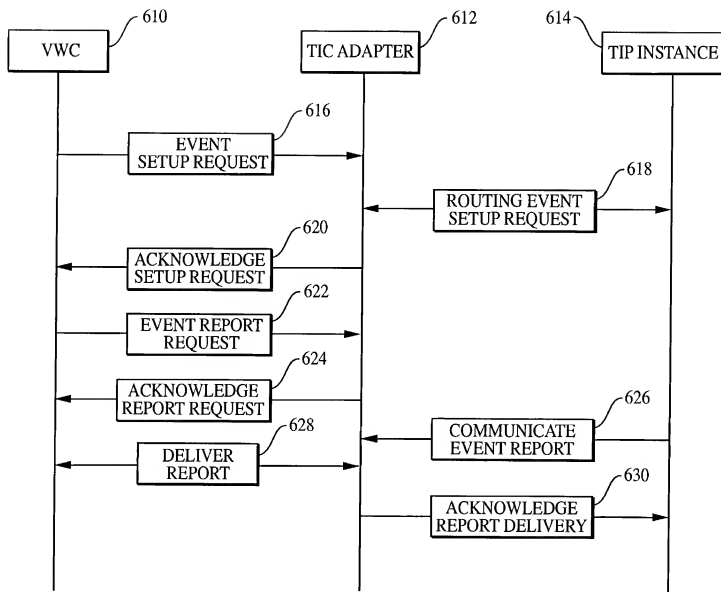 610
612
614
VWC
TIC ADAPTER
TIP INSTANCE
616
EVENT
SETUP REQUEST
618
ROUTING EVENT
SETUP REQUEST
620
ACKNOWLEDGE
SETUP REQUEST
622
EVENT REPORT
REQUEST
624
ACKNOWLEDGE
REPORT REQUEST
626
COMMUNICATE
EVENT REPORT
628
DELIVER
REPORT
630
ACKNOWLEDGE
REPORT DELIVERY